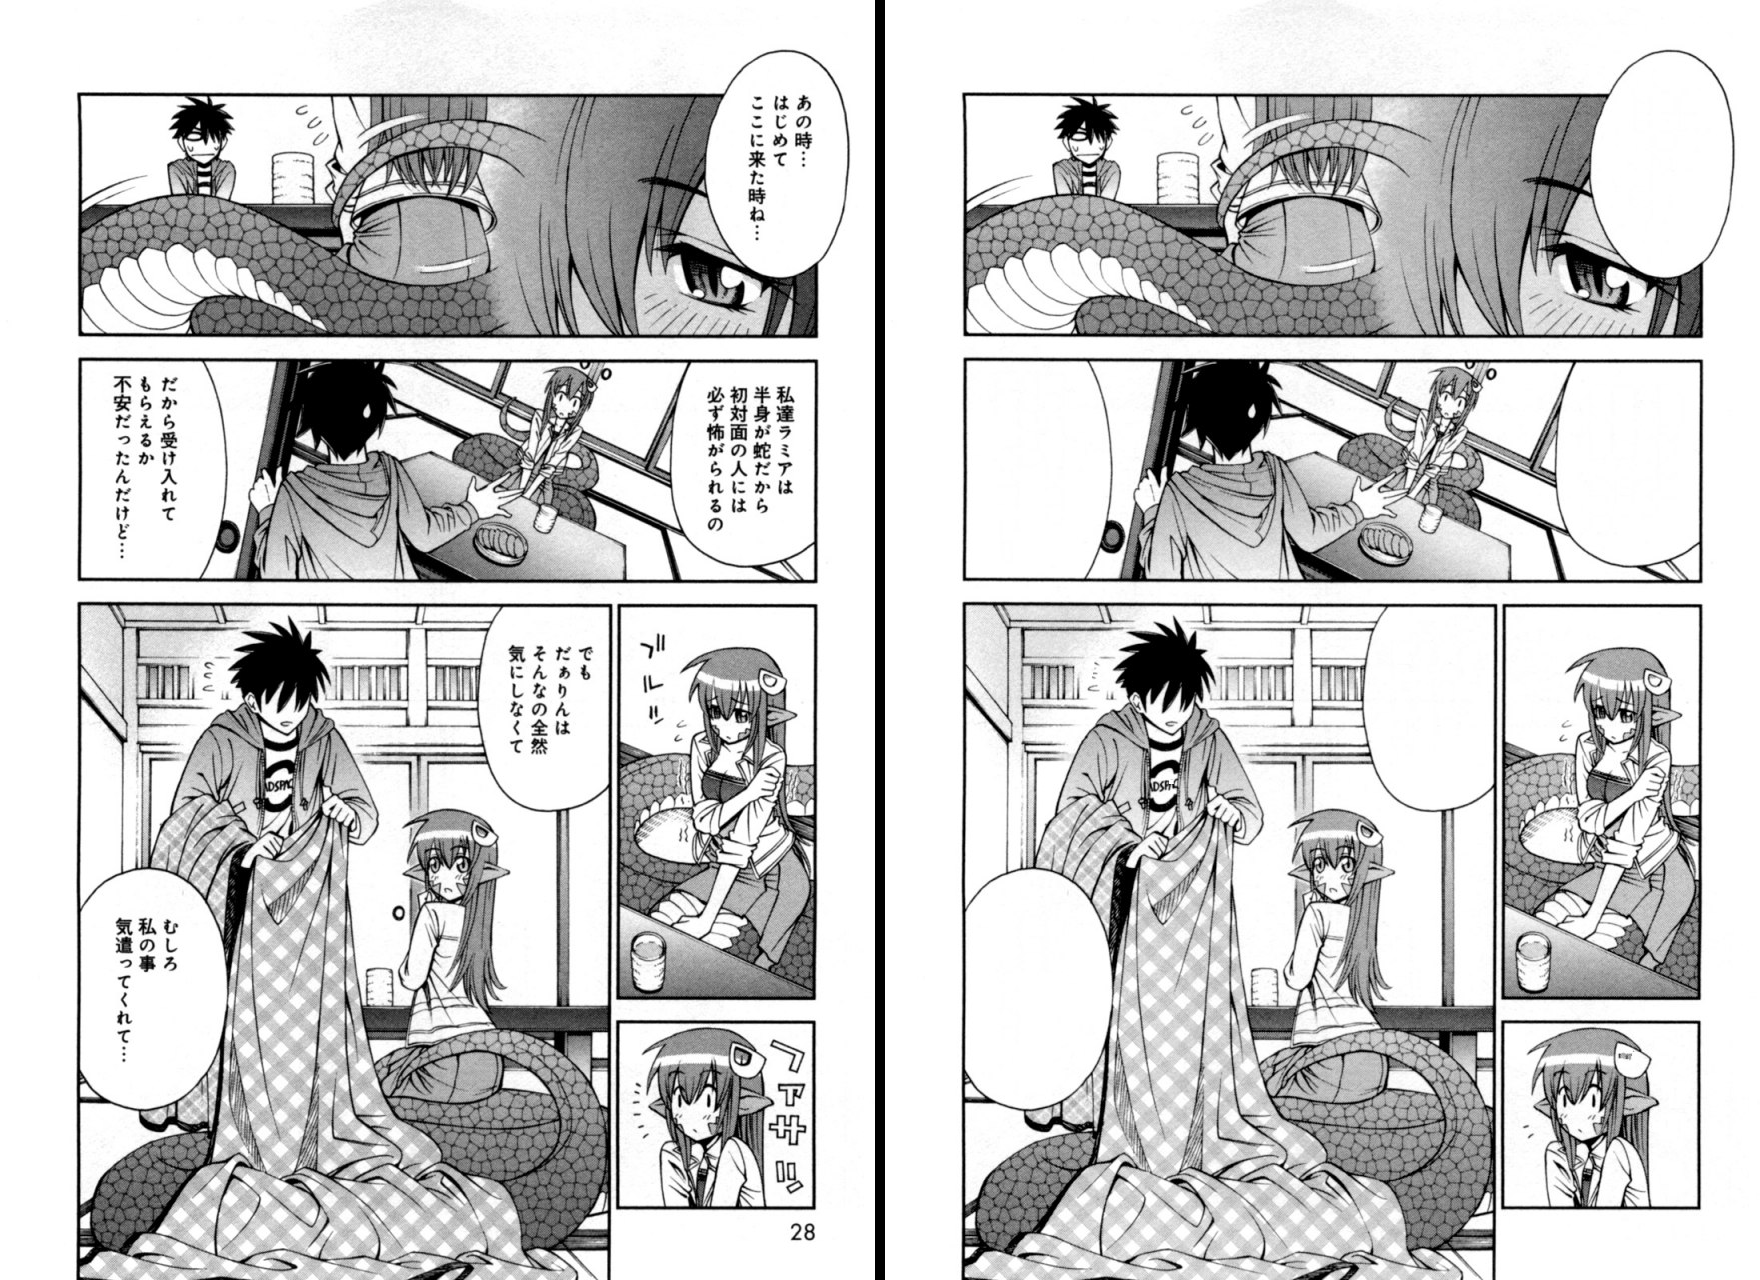 あの時…
はじめて
ここに来た時ね…
私達ラミアは
半身が蛇だから
初対面の人には
必ず怖がられるの
だから受け入れて
もらえるか
不安だったんだけど…
ブルブル
でも
だぁりんは
そんなの全然
気にしなくて
ファサッ
むしろ
私の事
気遣ってくれて…
28